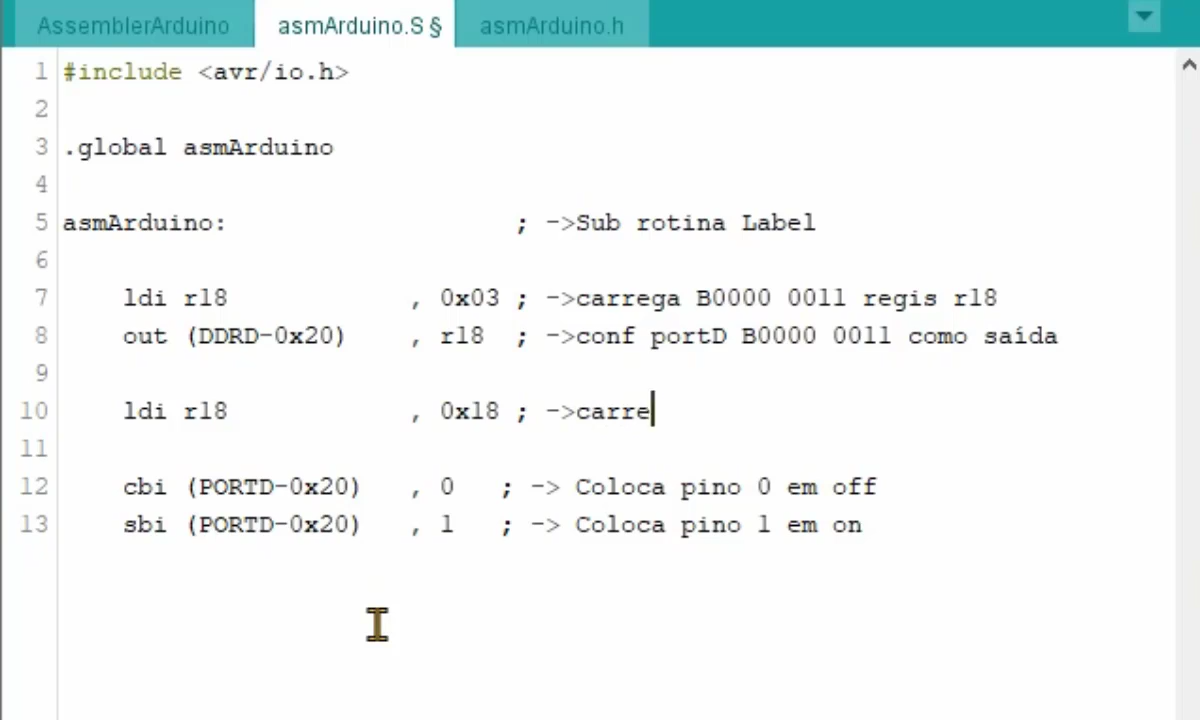 AssemblerArduino asmArduino.S § asmArduino.h
1 #include <avr/io.h>
2
3 .global asmArduino
4
5 asmArduino: ; ->Sub rotina Label
6
7 ldi r18 , 0x03 ; ->carrega B0000 0011 regis r18
8 out (DDRD-0x20) , r18 ; ->conf portD B0000 0011 como saída
9
10 ldi r18 , 0x18 ; ->carre
11
12 cbi (PORTD-0x20) , 0 ; -> Coloca pino 0 em off
13 sbi (PORTD-0x20) , 1 ; -> Coloca pino 1 em on